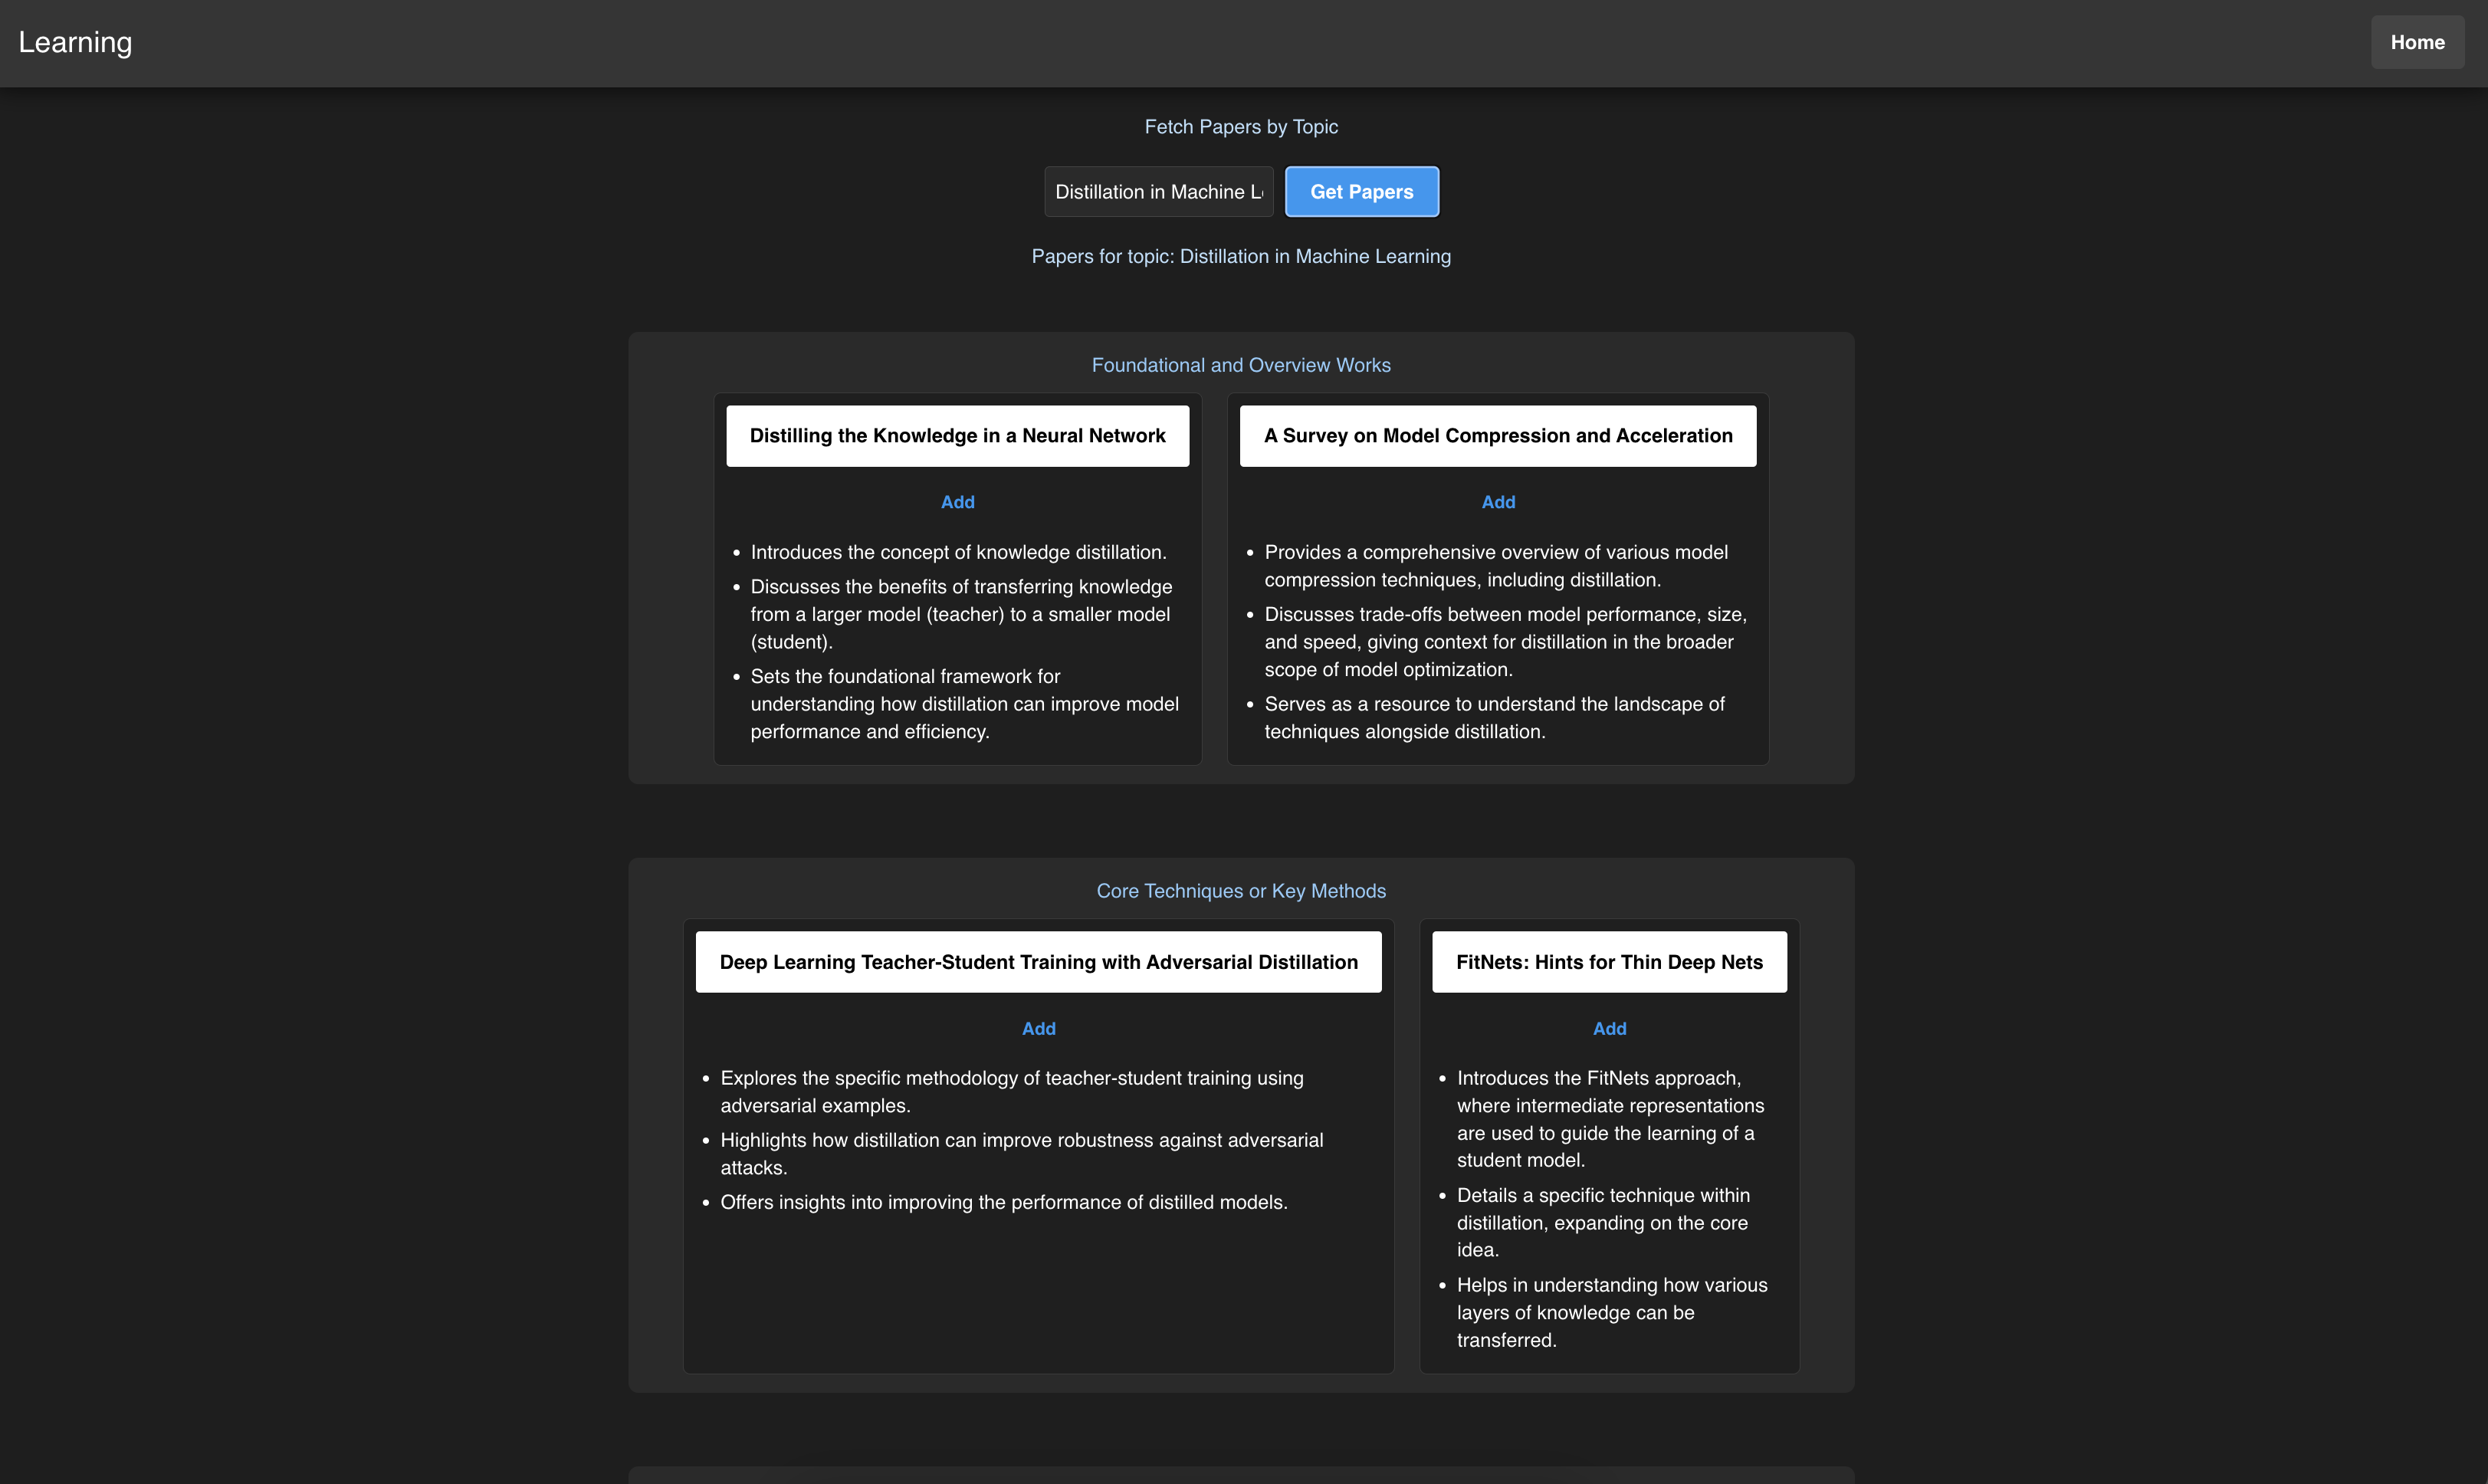 Learning
Home
Fetch Papers by Topic
Distillation in Machine L
Get Papers
Papers for topic: Distillation in Machine Learning
Foundational and Overview Works
Distilling the Knowledge in a Neural Network
Add
• Introduces the concept of knowledge distillation.
• Discusses the benefits of transferring knowledge
from a larger model (teacher) to a smaller model
(student).
• Sets the foundational framework for
understanding how distillation can improve model
performance and efficiency.
A Survey on Model Compression and Acceleration
Add
• Provides a comprehensive overview of various model
compression techniques, including distillation.
• Discusses trade-offs between model performance, size,
and speed, giving context for distillation in the broader
scope of model optimization.
• Serves as a resource to understand the landscape of
techniques alongside distillation.
Core Techniques or Key Methods
Deep Learning Teacher-Student Training with Adversarial Distillation
Add
• Explores the specific methodology of teacher-student training using
adversarial examples.
• Highlights how distillation can improve robustness against adversarial
attacks.
• Offers insights into improving the performance of distilled models.
FitNets: Hints for Thin Deep Nets
Add
• Introduces the FitNets approach,
where intermediate representations
are used to guide the learning of a
student model.
• Details a specific technique within
distillation, expanding on the core
idea.
• Helps in understanding how various
layers of knowledge can be
transferred.